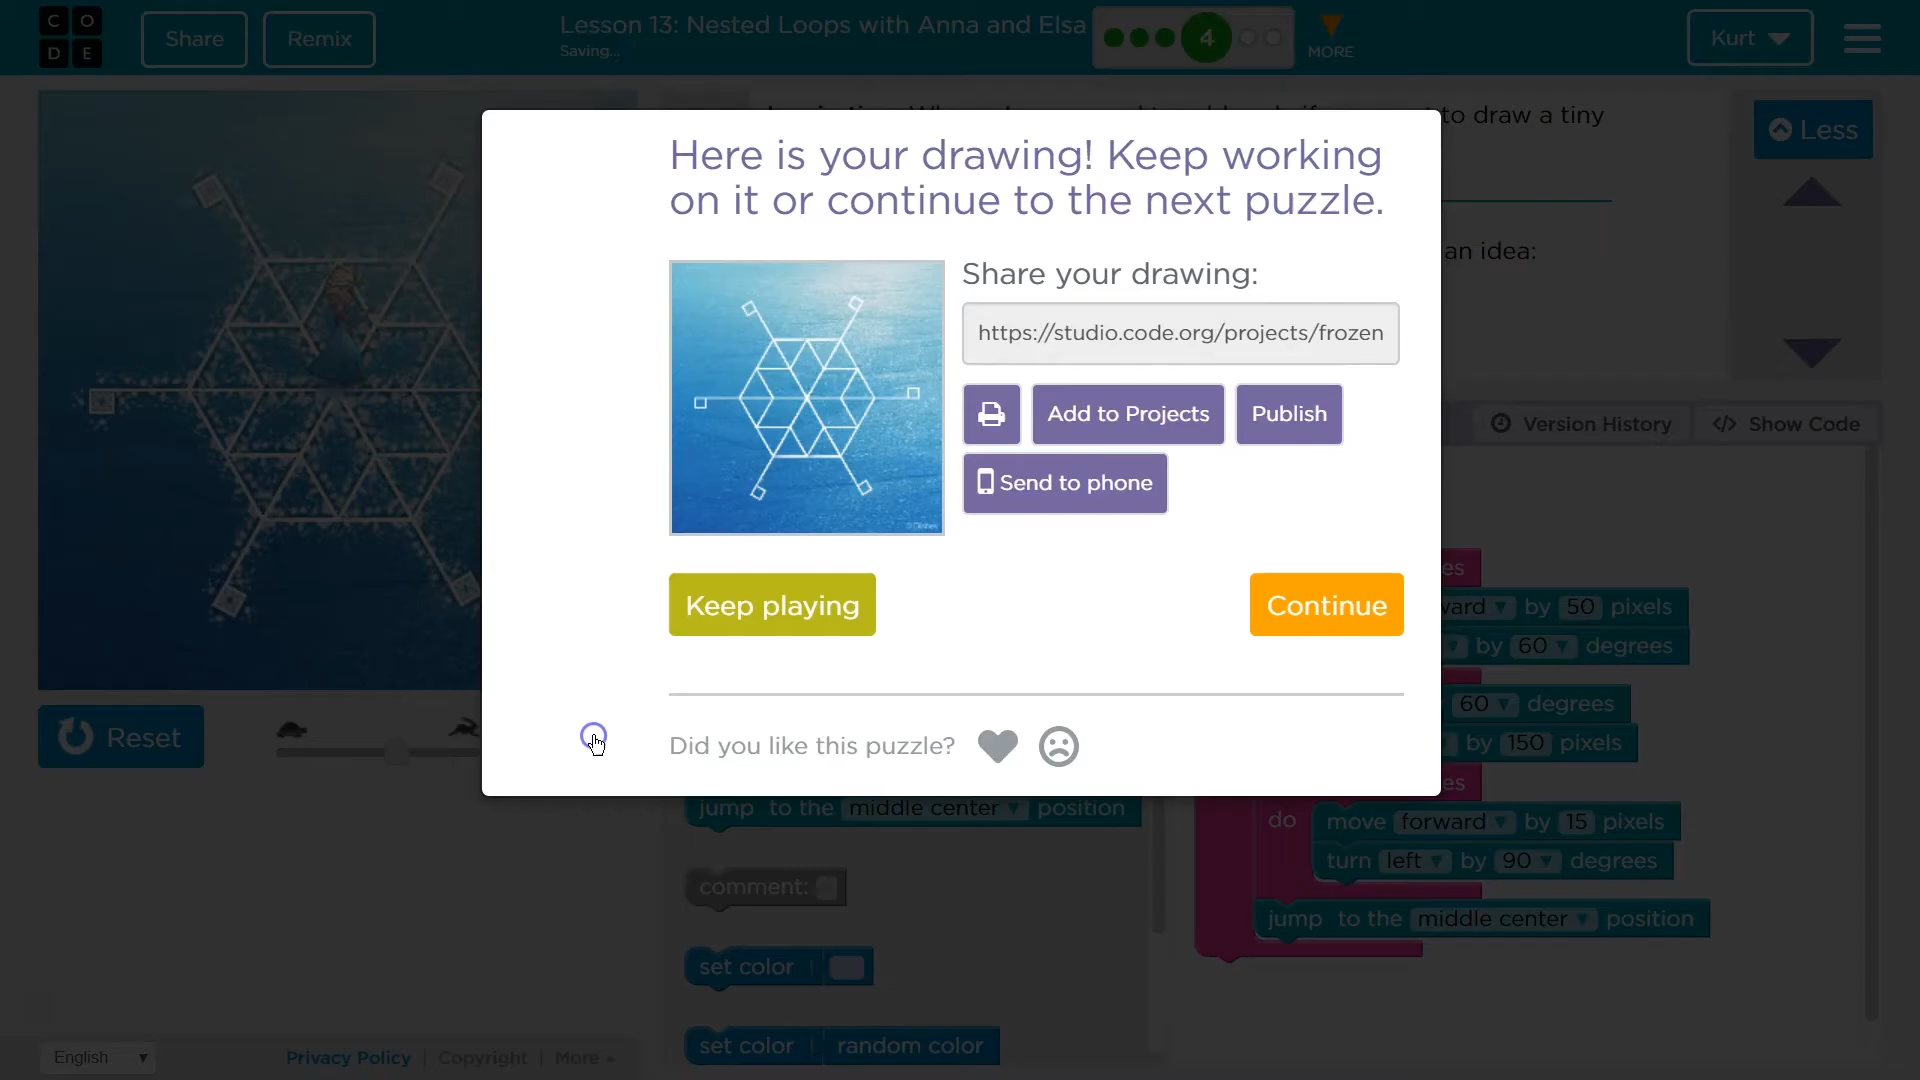 C O
D E
Share
Remix
Lesson 13: Nested Loops with Anna and Elsa
Saving...
4
MORE
Kurt
to draw a tiny
Less
an idea:
Here is your drawing! Keep working
on it or continue to the next puzzle.
Share your drawing:
https://studio.code.org/projects/frozen
Add to Projects
Publish
Send to phone
Version History
Show Code
Keep playing
Continue
es
ward by 50 pixels
by 60 degrees
60 degrees
by 150 pixels
es
do
move forward by 15 pixels
turn left by 90 degrees
jump to the middle center position
Reset
Did you like this puzzle?
jump to the middle center position
comment:
set color
set color random color
English
Privacy Policy | Copyright | More